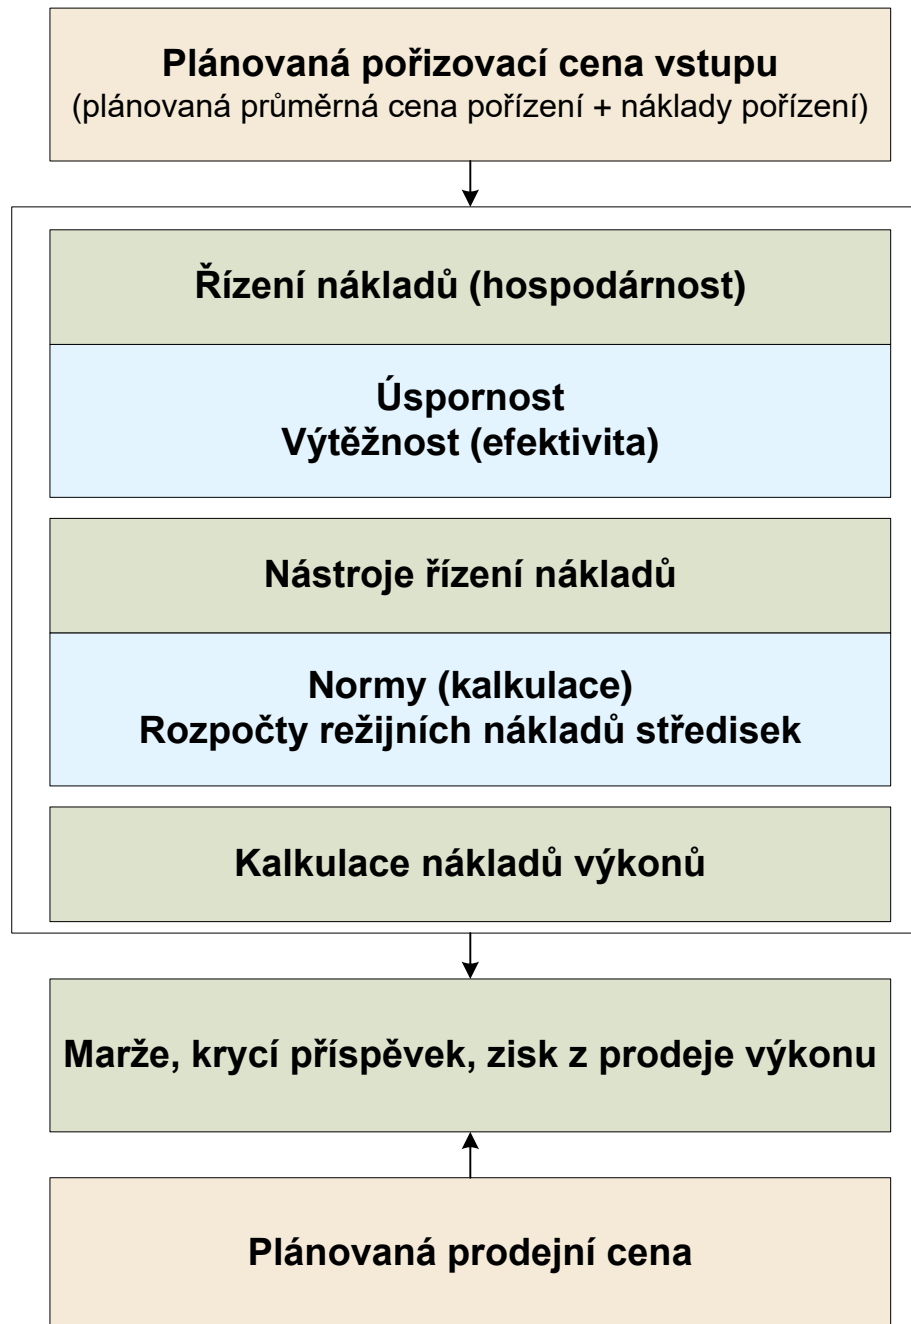 Plánovaná pořizovací cena vstupu
(plánovaná průměrná cena pořízení + náklady pořízení)
Řízení nákladů (hospodárnost)
Úspornost
Výtěžnost (efektivita)
Nástroje řízení nákladů
Normy (kalkulace)
Rozpočty režijních nákladů středisek
Kalkulace nákladů výkonů
Marže, krycí příspěvek, zisk z prodeje výkonu
Plánovaná prodejní cena